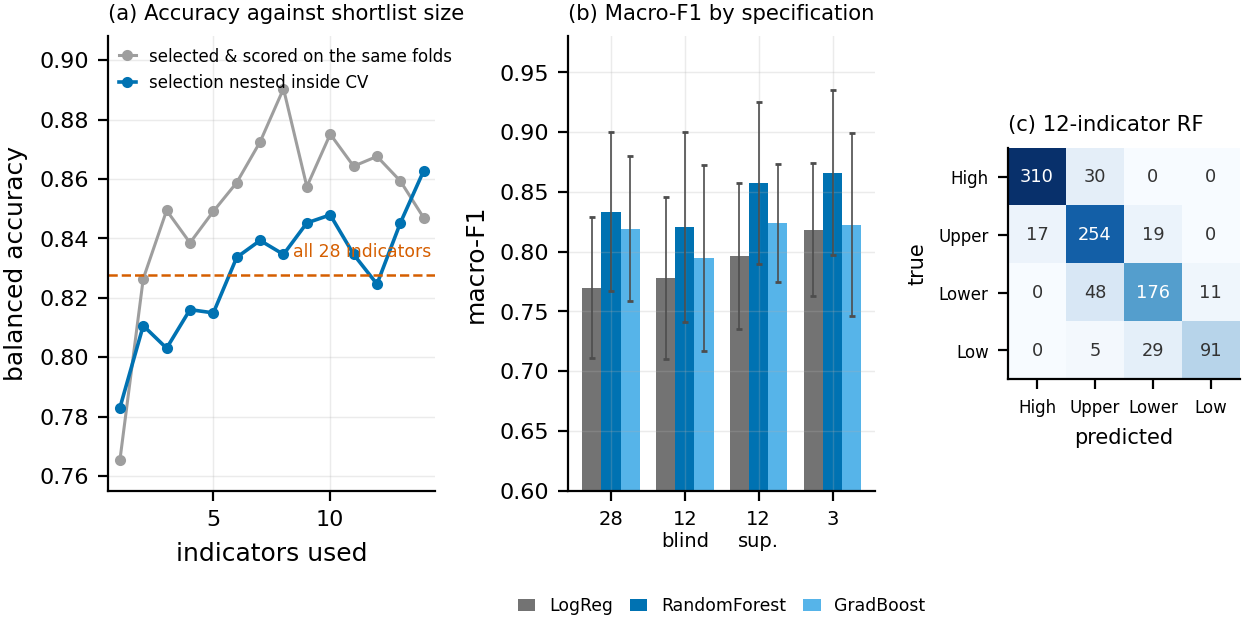 (a) Accuracy against shortlist size
selected & scored on the same folds
selection nested inside CV
all 28 indicators
balanced accuracy
0.90
0.88
0.86
0.84
0.82
0.80
0.78
0.76
5 10
indicators used
(b) Macro-F1 by specification
macro-F1
0.95
0.90
0.85
0.80
0.75
0.70
0.65
0.60
28 12 12 3
blind sup.
LogReg RandomForest GradBoost
(c) 12-indicator RF
true
High 310 30 0 0
Upper 17 254 19 0
Lower 0 48 176 11
Low 0 5 29 91
High Upper Lower Low
predicted